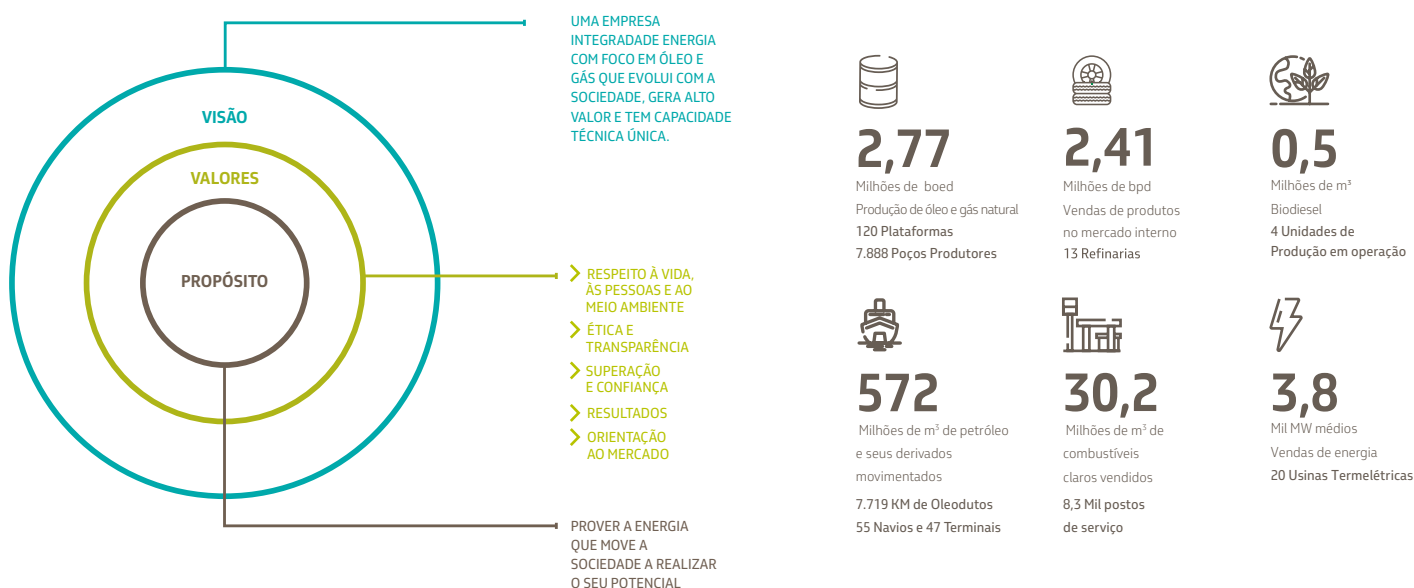 UMA EMPRESA
INTEGRADADE ENERGIA
COM FOCO EM ÓLEO E
GÁS QUE EVOLUI COM A
SOCIEDADE, GERA ALTO
VALOR E TEM CAPACIDADE
TÉCNICA ÚNICA.
VISÃO
VALORES
PROPÓSITO
RESPEITO À VIDA,
ÀS PESSOAS E AO
MEIO AMBIENTE
ÉTICA E
TRANSPARÊNCIA
SUPERAÇÃO
E CONFIANÇA
RESULTADOS
ORIENTAÇÃO
AO MERCADO
PROVER A ENERGIA
QUE MOVE A
SOCIEDADE A REALIZAR
O SEU POTENCIAL
2,77
Milhões de boed
Produção de óleo e gás natural
120 Plataformas
7.888 Poços Produtores
2,41
Milhões de bpd
Vendas de produtos
no mercado interno
13 Refinarias
0,5
Milhões de m³
Biodiesel
4 Unidades de
Produção em operação
572
Milhões de m³ de petróleo
e seus derivados
movimentados
7.719 KM de Oleodutos
55 Navios e 47 Terminais
30,2
Milhões de m³ de
combustíveis
claros vendidos
8,3 Mil postos
de serviço
3,8
Mil MW médios
Vendas de energia
20 Usinas Termelétricas